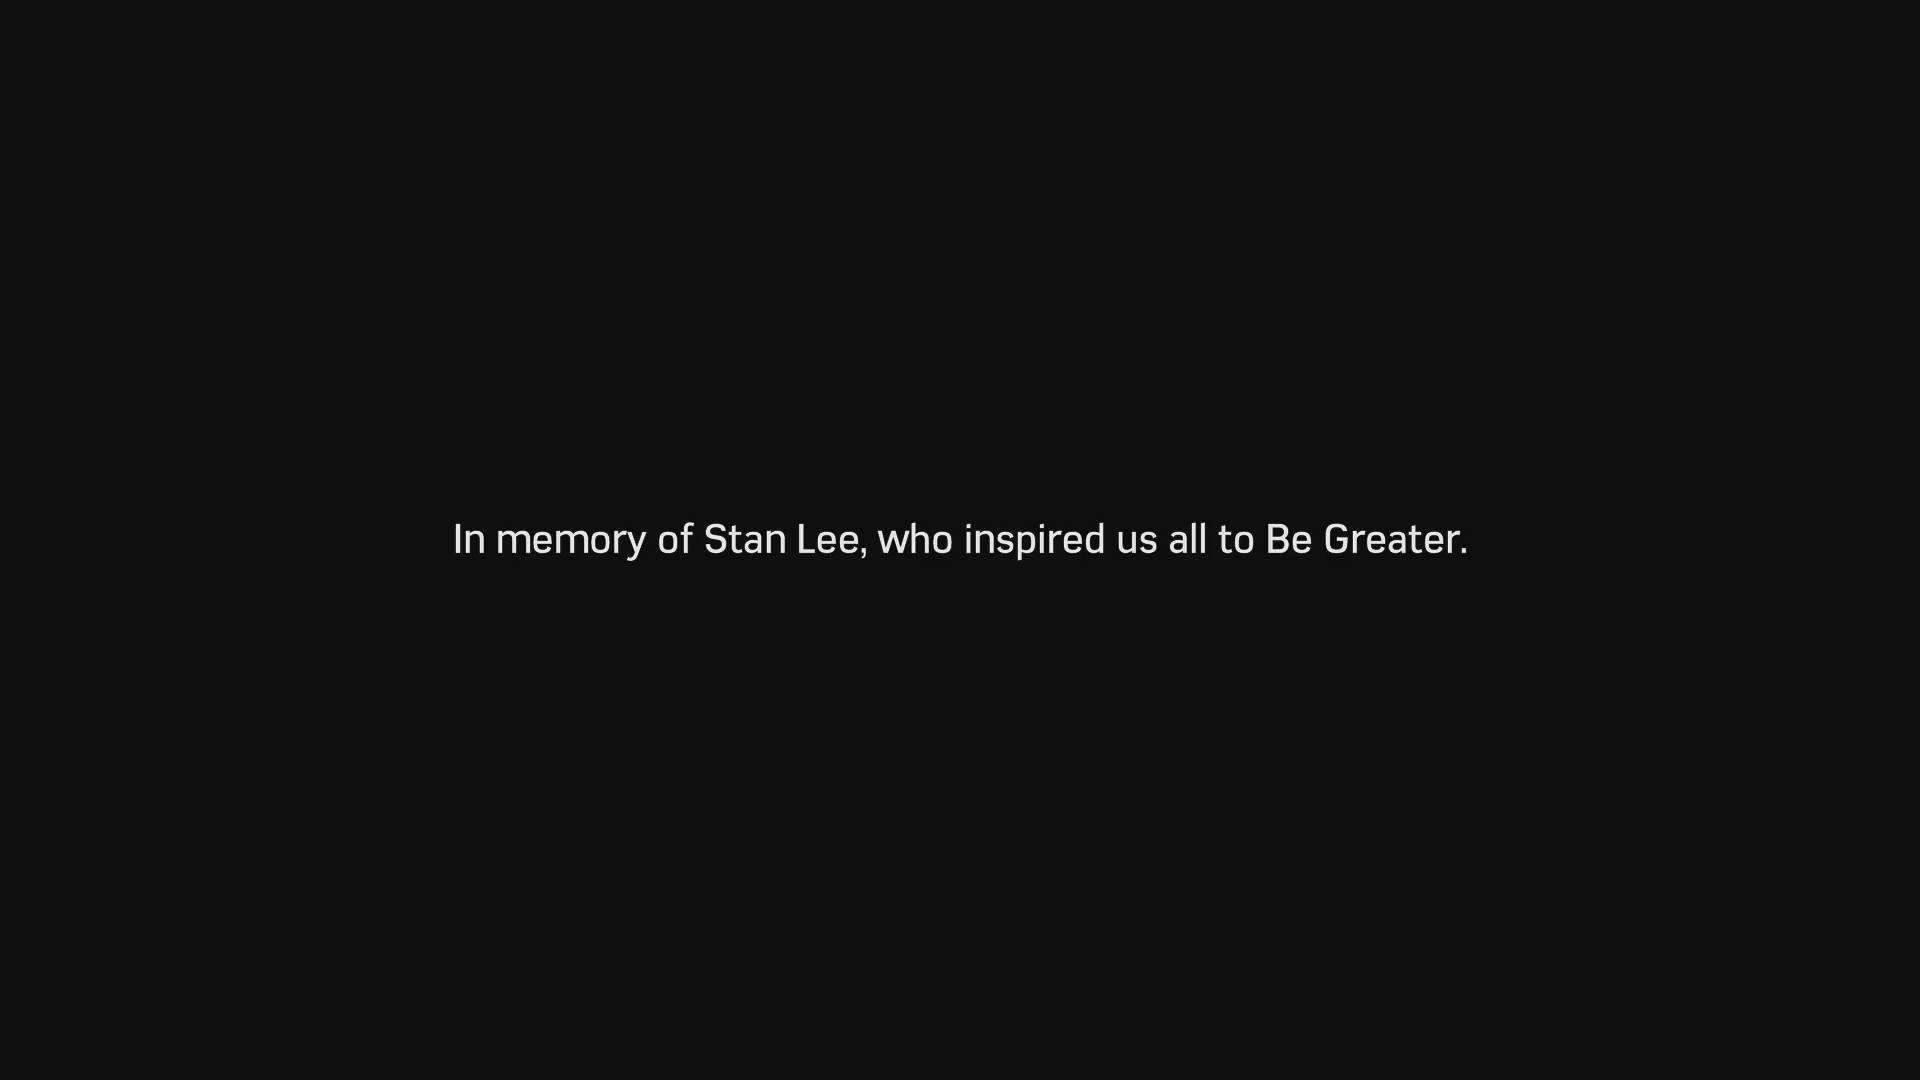 In memory of Stan Lee, who inspired us all to Be Greater.